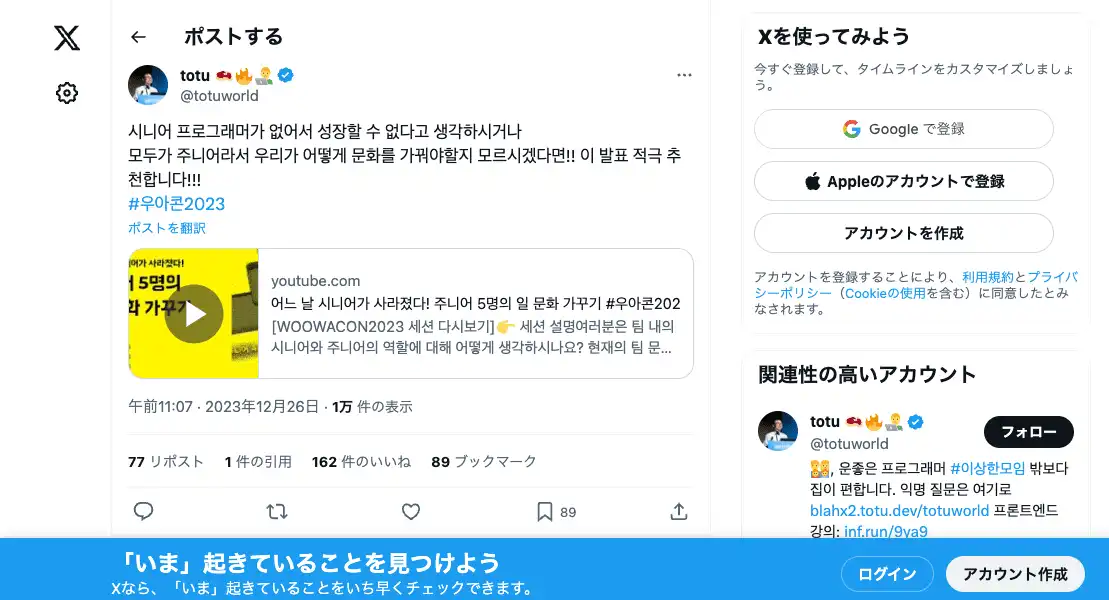 ポストする
totu
@totuworld
시니어 프로그래머가 없어서 성장할 수 없다고 생각하시거나
모두가 주니어라서 우리가 어떻게 문화를 가꿔야할지 모르시겠다면!! 이 발표 적극 추
천합니다!!!
#우아콘2023
ポストを翻訳
어가 사라졌다!
 5명의
화 가꾸기
youtube.com
어느 날 시니어가 사라졌다! 주니어 5명의 일 문화 가꾸기 #우아콘202
[WOOWACON2023 세션 다시보기]👉 세션 설명여러분은 팀 내의
시니어와 주니어의 역할에 대해 어떻게 생각하시나요? 현재의 팀 문...
午前11:07 · 2023年12月26日 · 1万 件の表示
77 リポスト 1 件の引用 162 件のいいね 89 ブックマーク
89
Xを使ってみよう
今すぐ登録して、タイムラインをカスタマイズしましょ
う。
Google で登録
Appleのアカウントで登録
アカウントを作成
アカウントを登録することにより、利用規約とプライバ
シーポリシー（Cookieの使用を含む）に同意したとみ
なされます。
関連性の高いアカウント
totu
@totuworld
フォロー
, 운좋은 프로그래머 #이상한모임 밖보다
집이 편합니다. 익명 질문은 여기로
blahx2.totu.dev/totuworld 프론트엔드
강의: inf.run/9ya9
「いま」起きていることを見つけよう
Xなら、「いま」起きていることをいち早くチェックできます。
ログイン
アカウント作成